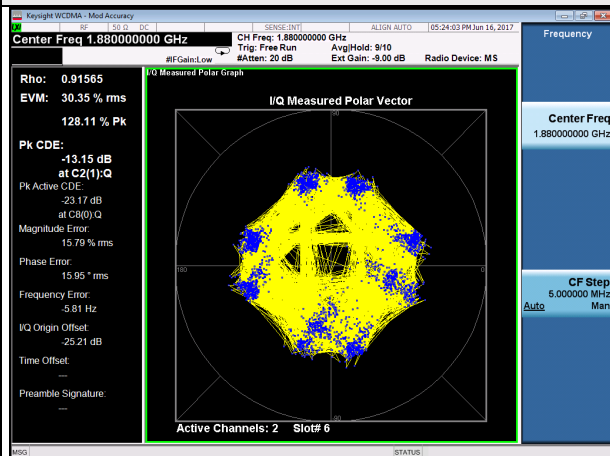 Keysight WCDMA - Mod Accuracy
RF 50 Ω DC SENSE:INT ALIGN AUTO 05:24:03 PM Jun 16, 2017
Center Freq 1.880000000 GHz
CH Freq: 1.880000000 GHz
Trig: Free Run Avg|Hold: 9/10
#IFGain:Low #Atten: 20 dB Ext Gain: -9.00 dB Radio Device: MS
Frequency
Center Freq
1.880000000 GHz
CF Step
5.000000 MHz
Auto Man
Rho: 0.91565
EVM: 30.35 % rms
128.11 % Pk
Pk CDE:
-13.15 dB
at C2(1):Q
Pk Active CDE:
-23.17 dB
at C8(0):Q
Magnitude Error:
15.79 % rms
Phase Error:
15.95 ° rms
Frequency Error:
-5.81 Hz
I/Q Origin Offset:
-25.21 dB
Time Offset:
---
Preamble Signature:
---
I/Q Measured Polar Graph
I/Q Measured Polar Vector
90
180
0
-90
Active Channels: 2 Slot# 6
MSG STATUS